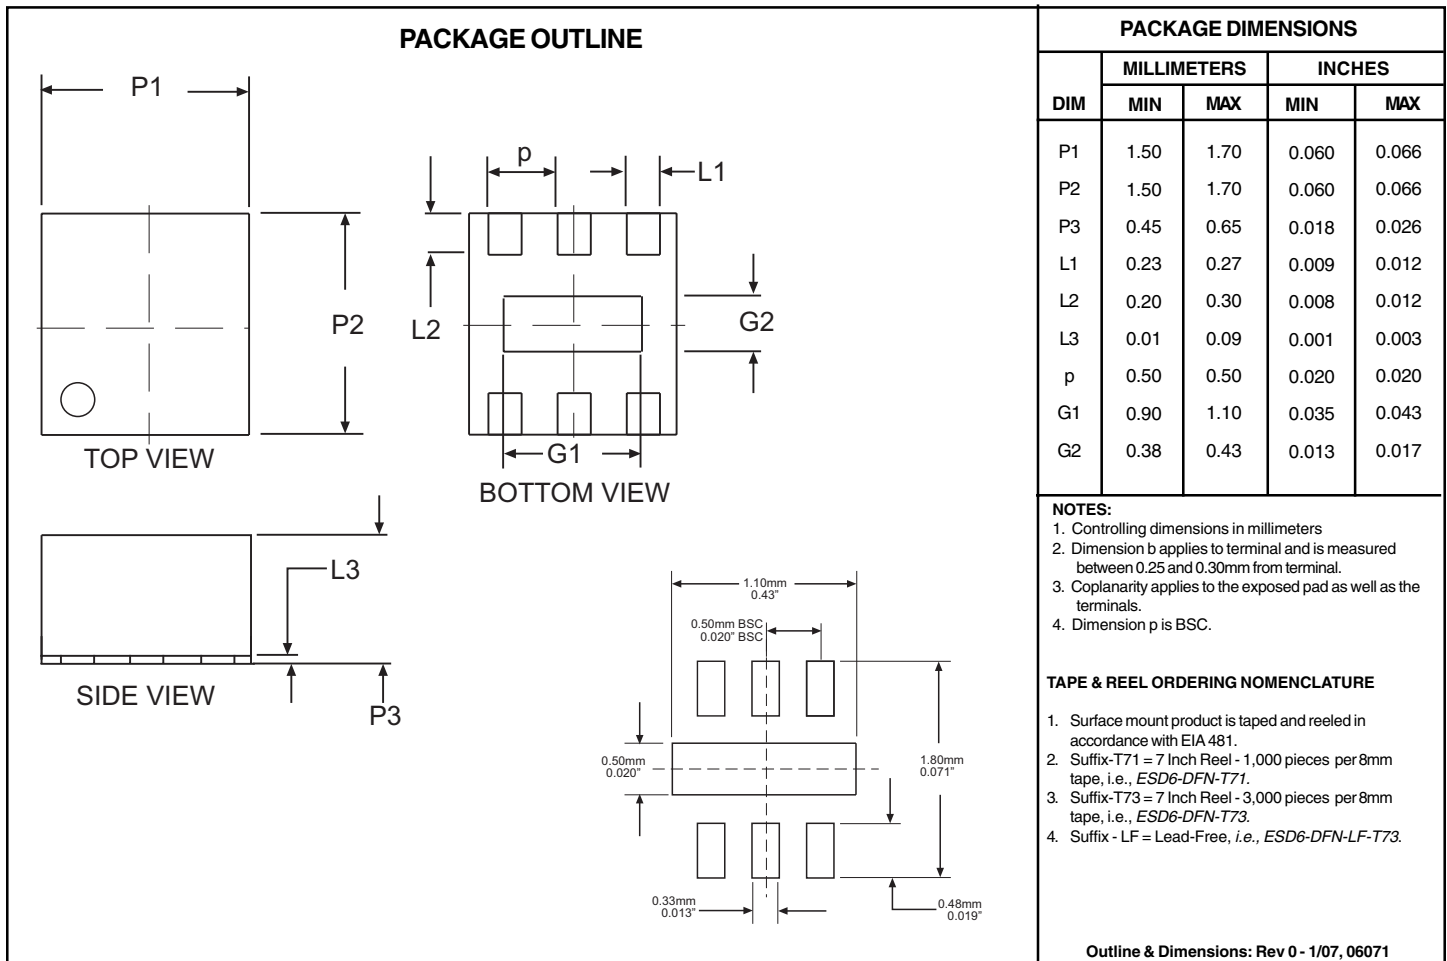 PACKAGE OUTLINE
P1
P2
TOP VIEW
p
L1
L2
G2
G1
BOTTOM VIEW
L3
SIDE VIEW
P3
1.10mm
0.43"
0.50mm BSC
0.020" BSC
0.50mm
0.020"
1.80mm
0.071"
0.33mm
0.013"
0.48mm
0.019"
PACKAGE DIMENSIONS
MILLIMETERS INCHES
DIM MIN MAX MIN MAX
P1 1.50 1.70 0.060 0.066
P2 1.50 1.70 0.060 0.066
P3 0.45 0.65 0.018 0.026
L1 0.23 0.27 0.009 0.012
L2 0.20 0.30 0.008 0.012
L3 0.01 0.09 0.001 0.003
p 0.50 0.50 0.020 0.020
G1 0.90 1.10 0.035 0.043
G2 0.38 0.43 0.013 0.017
NOTES:
1. Controlling dimensions in millimeters
2. Dimension b applies to terminal and is measured
between 0.25 and 0.30mm from terminal.
3. Coplanarity applies to the exposed pad as well as the
terminals.
4. Dimension p is BSC.
TAPE & REEL ORDERING NOMENCLATURE
1. Surface mount product is taped and reeled in
accordance with EIA 481.
2. Suffix-T71 = 7 Inch Reel - 1,000 pieces per 8mm
tape, i.e., ESD6-DFN-T71.
3. Suffix-T73 = 7 Inch Reel - 3,000 pieces per 8mm
tape, i.e., ESD6-DFN-T73.
4. Suffix - LF = Lead-Free, i.e., ESD6-DFN-LF-T73.
Outline & Dimensions: Rev 0 - 1/07, 06071